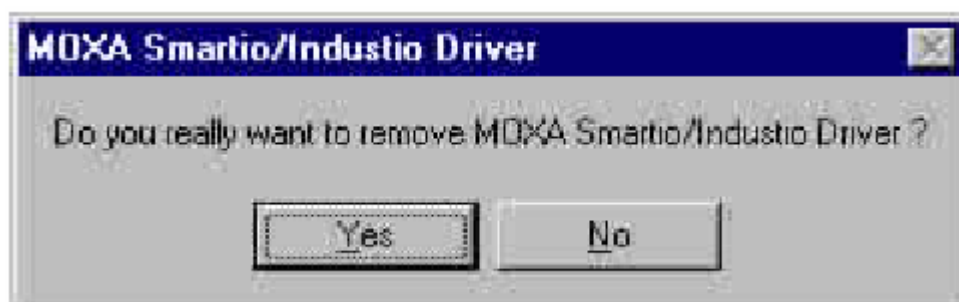 MOXA Smartio/Industio Driver
Do you really want to remove MOXA Smartio/Industio Driver ?
Yes
No